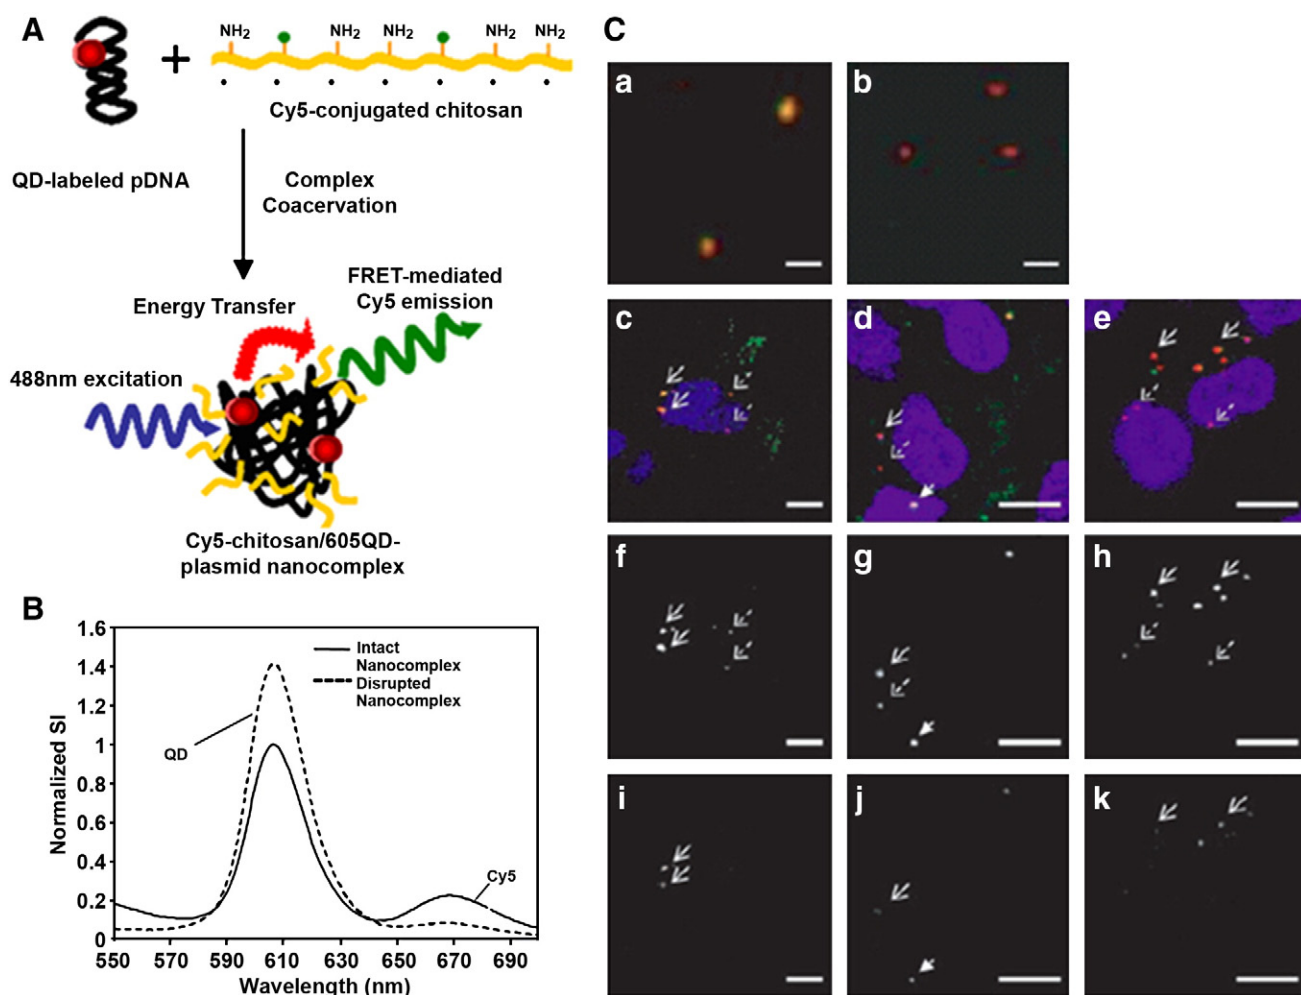 A
NH2 NH2 NH2 NH2 NH2
+
Cy5-conjugated chitosan
QD-labeled pDNA
Complex
Coacervation
FRET-mediated
Cy5 emission
Energy Transfer
488nm excitation
Cy5-chitosan/605QD-
plasmid nanocomplex
B
1.6
1.4
1.2
1
0.8
0.6
0.4
0.2
0
Normalized SI
Intact
Nanocomplex
Disrupted
Nanocomplex
QD
Cy5
550 570 590 610 630 650 670 690
Wavelength (nm)
C
a b
c d e
f g h
i j k